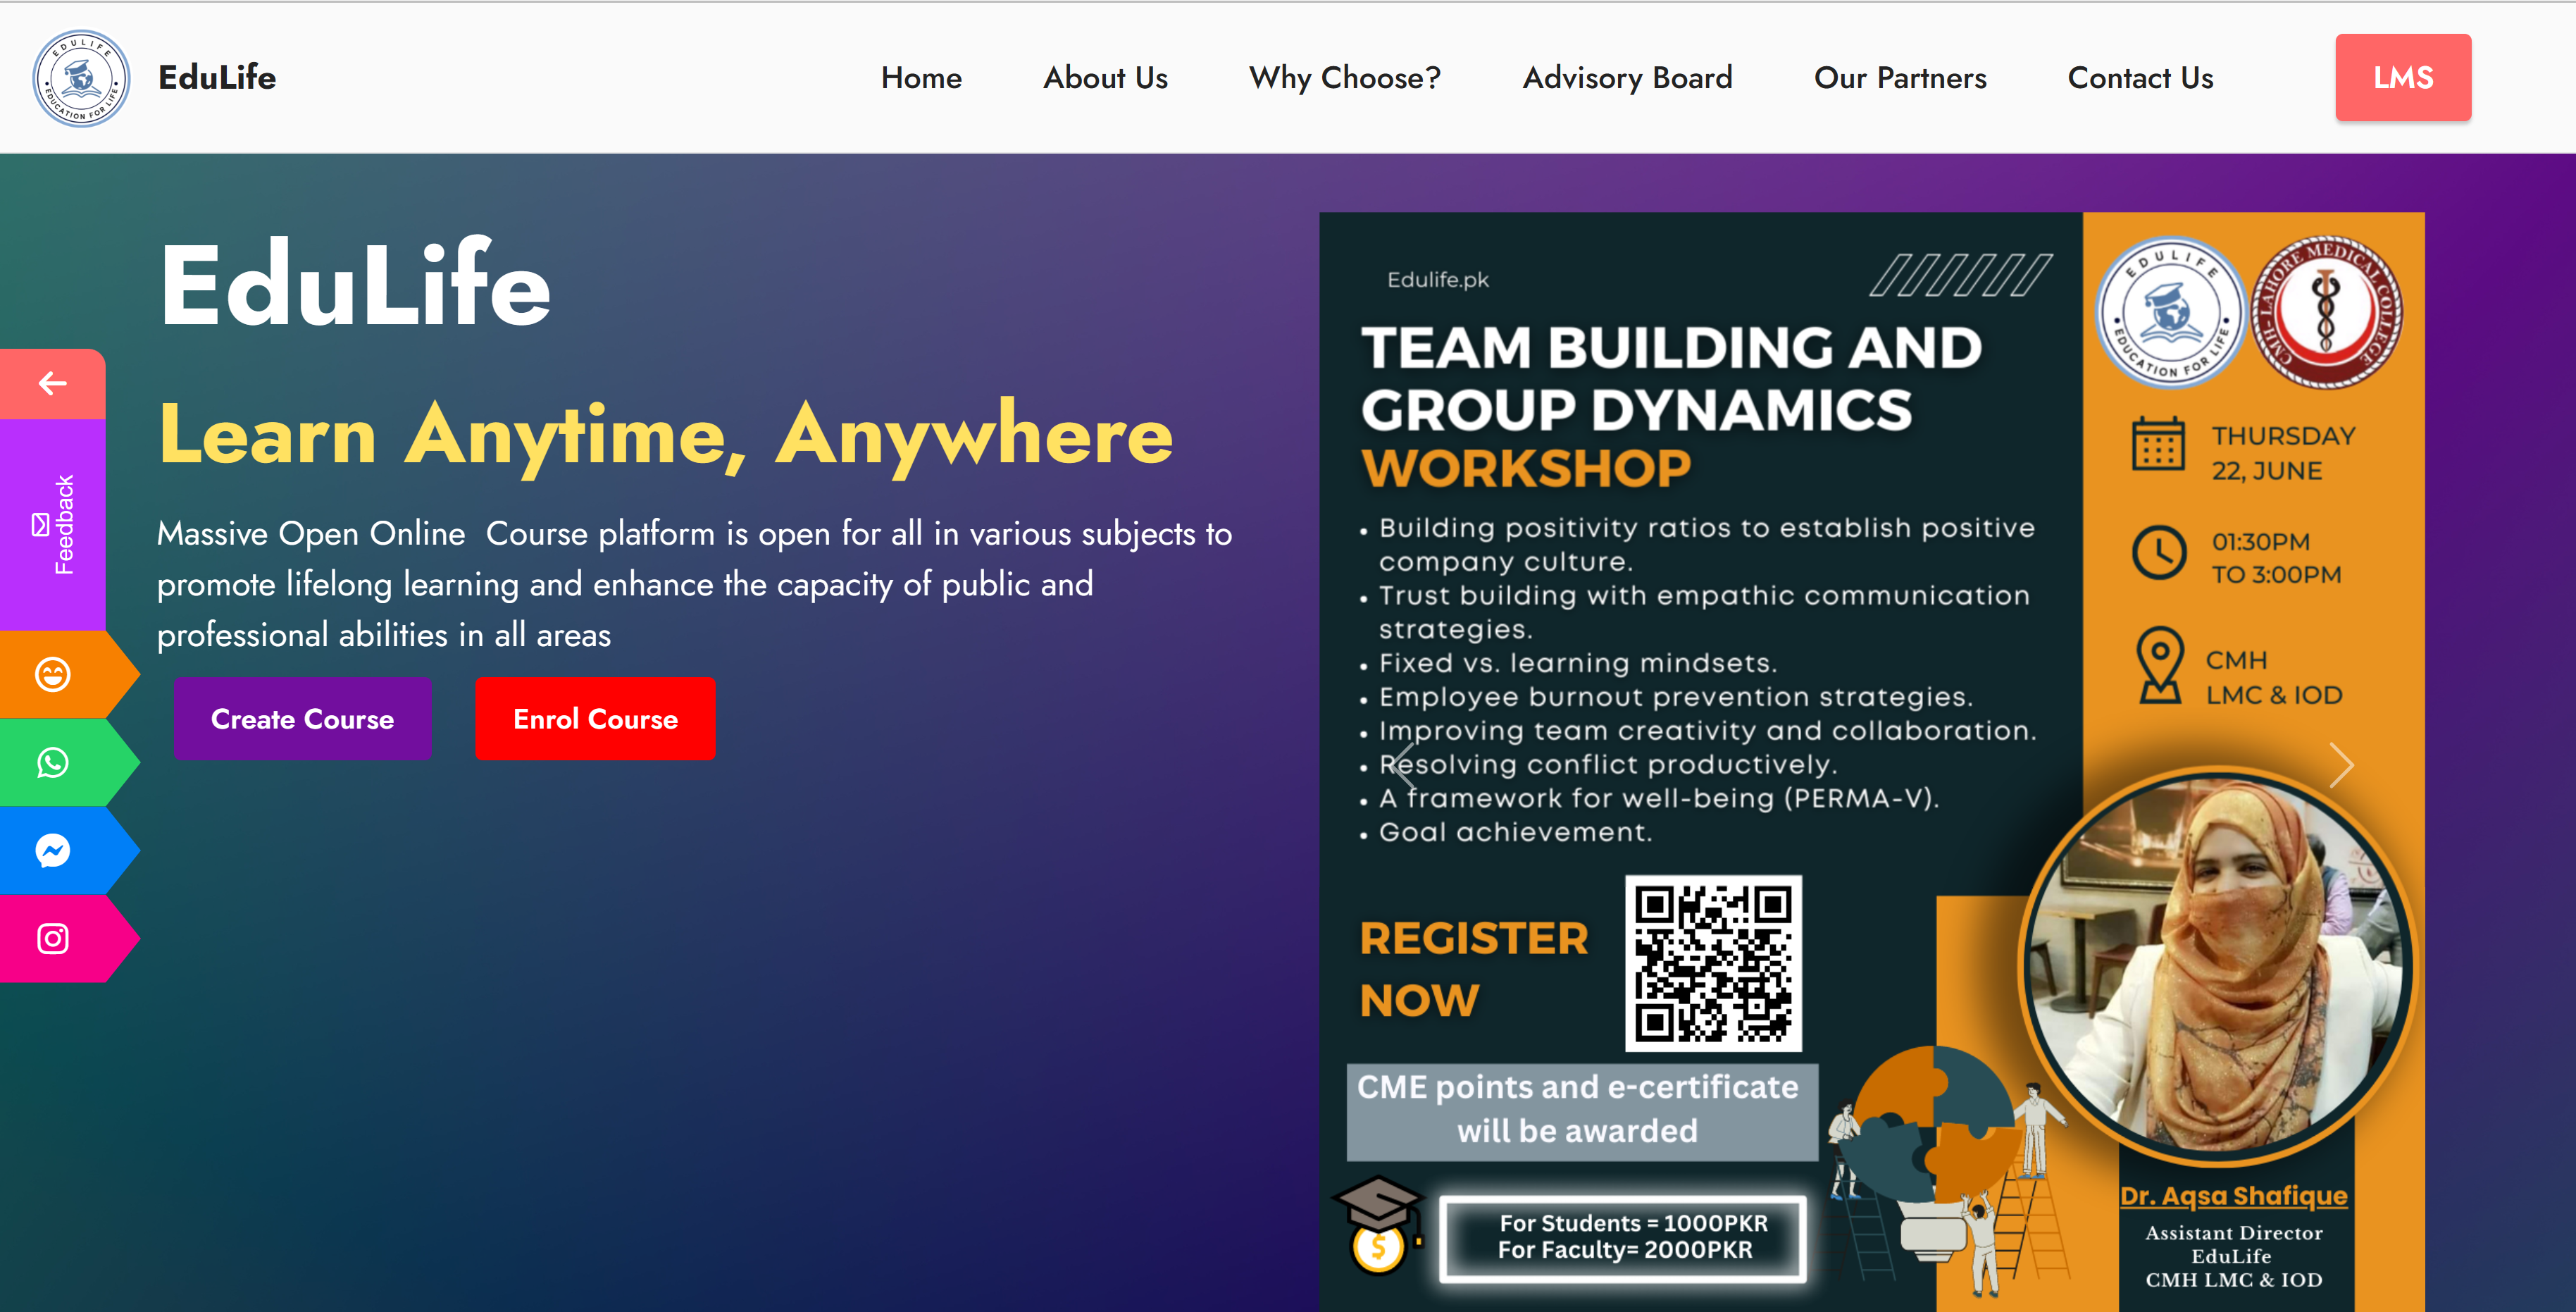 EDULIFE
EDUCATION FOR LIFE
EduLife
Home
About Us
Why Choose?
Advisory Board
Our Partners
Contact Us
LMS
EduLife
Learn Anytime, Anywhere
Massive Open Online  Course platform is open for all in various subjects to
promote lifelong learning and enhance the capacity of public and
professional abilities in all areas
Create Course
Enrol Course
Feedback
Edulife.pk
TEAM BUILDING AND
GROUP DYNAMICS
WORKSHOP
• Building positivity ratios to establish positive
company culture.
• Trust building with empathic communication
strategies.
• Fixed vs. learning mindsets.
• Employee burnout prevention strategies.
• Improving team creativity and collaboration.
• Resolving conflict productively.
• A framework for well-being (PERMA-V).
• Goal achievement.
REGISTER
NOW
CME points and e-certificate
will be awarded
$
For Students = 1000PKR
For Faculty= 2000PKR
EDULIFE
EDUCATION FOR LIFE
CMH-LAHORE MEDICAL COLLEGE
THURSDAY
22, JUNE
01:30PM
TO 3:00PM
CMH
LMC & IOD
Dr. Aqsa Shafique
Assistant Director
EduLife
CMH LMC & IOD